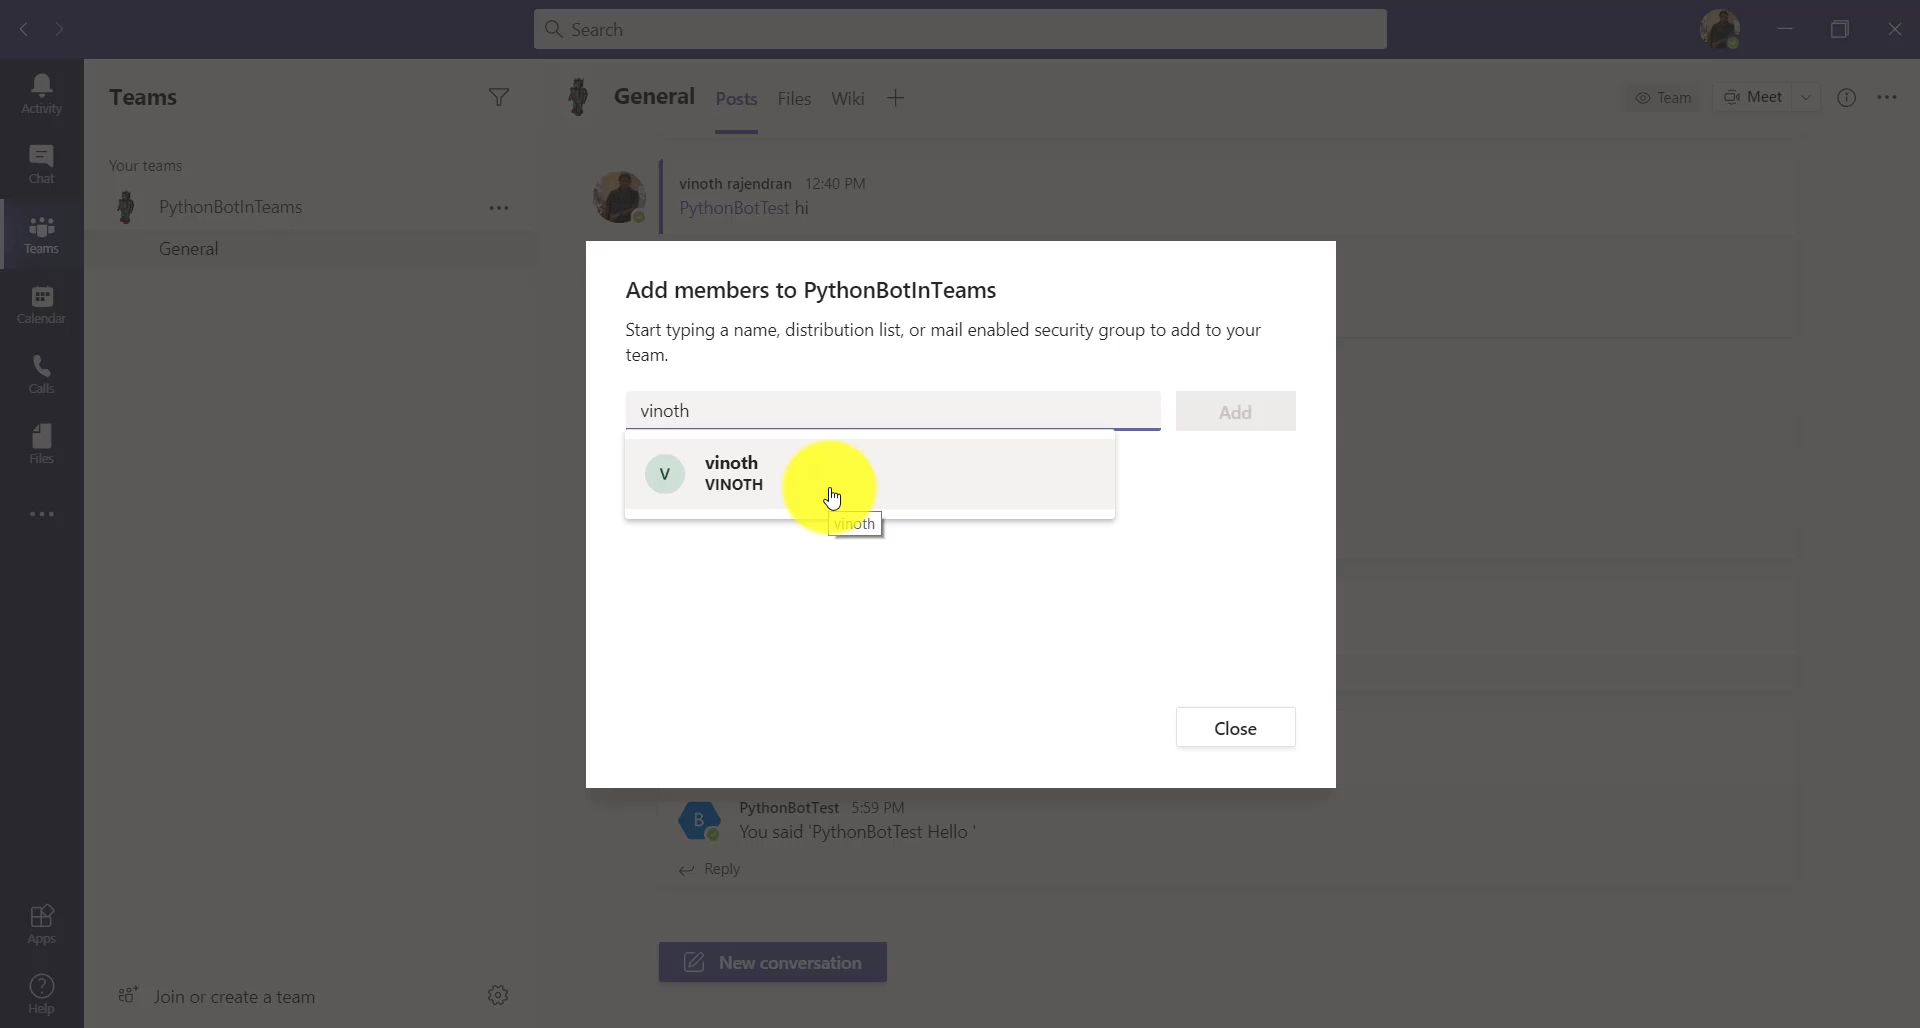 Search
Activity
Chat
Teams
Calendar
Calls
Files
Apps
Help
Teams
Your teams
PythonBotInTeams
General
Join or create a team
General
Posts
Files
Wiki
Team
Meet
vinoth rajendran 12:40 PM
PythonBotTest hi
Add members to PythonBotInTeams
Start typing a name, distribution list, or mail enabled security group to add to your
team.
vinoth
Add
V
vinoth
VINOTH
vinoth
Close
B
PythonBotTest 5:59 PM
You said 'PythonBotTest Hello '
Reply
New conversation